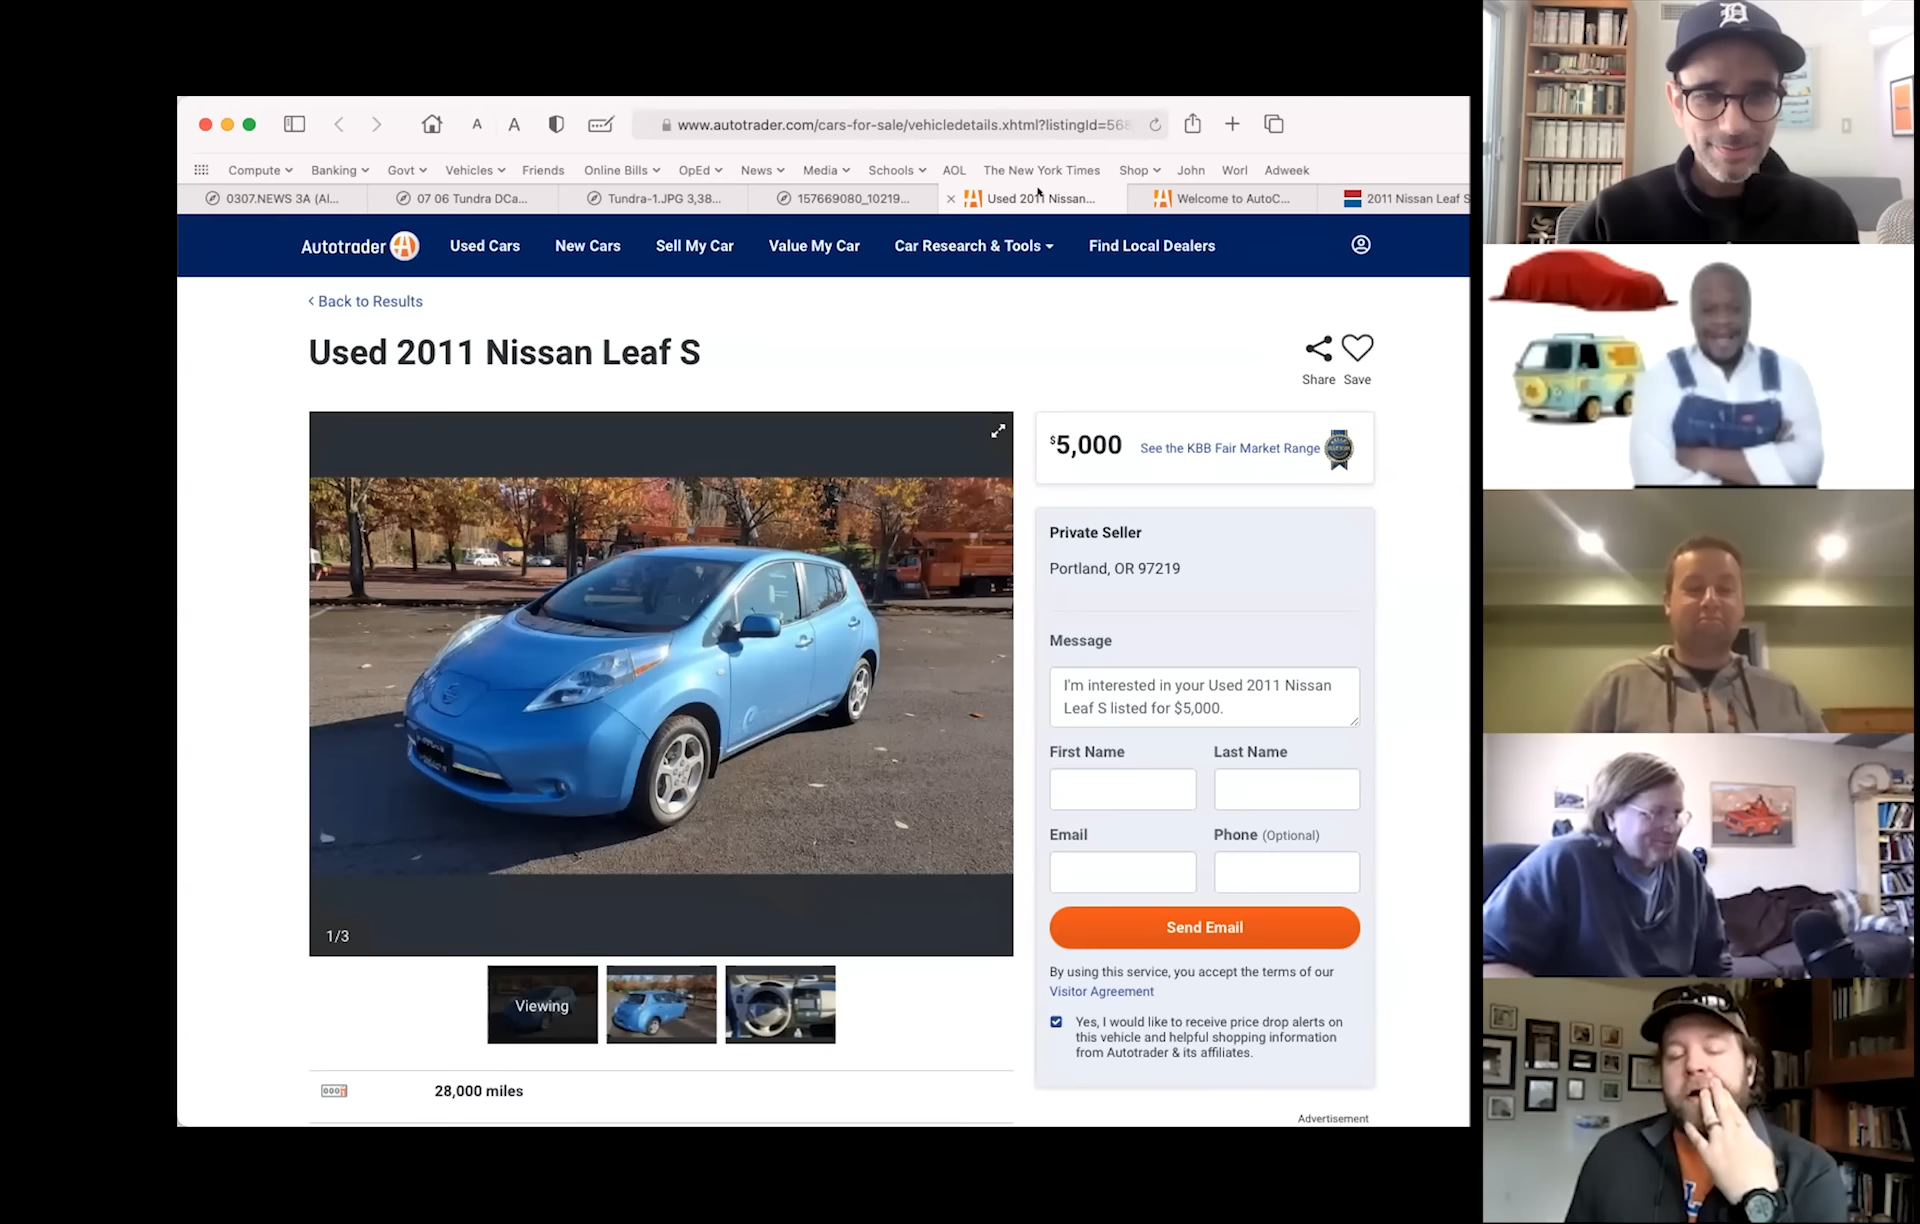 www.autotrader.com/cars-for-sale/vehicledetails.xhtml?listingId=568
Compute Banking Govt Vehicles Friends Online Bills OpEd News Media Schools AOL The New York Times Shop John Worl Adweek
0307.NEWS 3A (Al... 07 06 Tundra DCa... Tundra-1.JPG 3,38... 157669080_10219... Used 2011 Nissan... Welcome to AutoC... 2011 Nissan Leaf S
Autotrader Used Cars New Cars Sell My Car Value My Car Car Research & Tools Find Local Dealers
Back to Results
Used 2011 Nissan Leaf S
Share Save
$5,000 See the KBB Fair Market Range
Private Seller
Portland, OR 97219
Message
I'm interested in your Used 2011 Nissan
Leaf S listed for $5,000.
First Name Last Name
Email Phone (Optional)
Send Email
By using this service, you accept the terms of our
Visitor Agreement
Yes, I would like to receive price drop alerts on
this vehicle and helpful shopping information
from Autotrader & its affiliates.
1/3
Viewing
28,000 miles
Advertisement